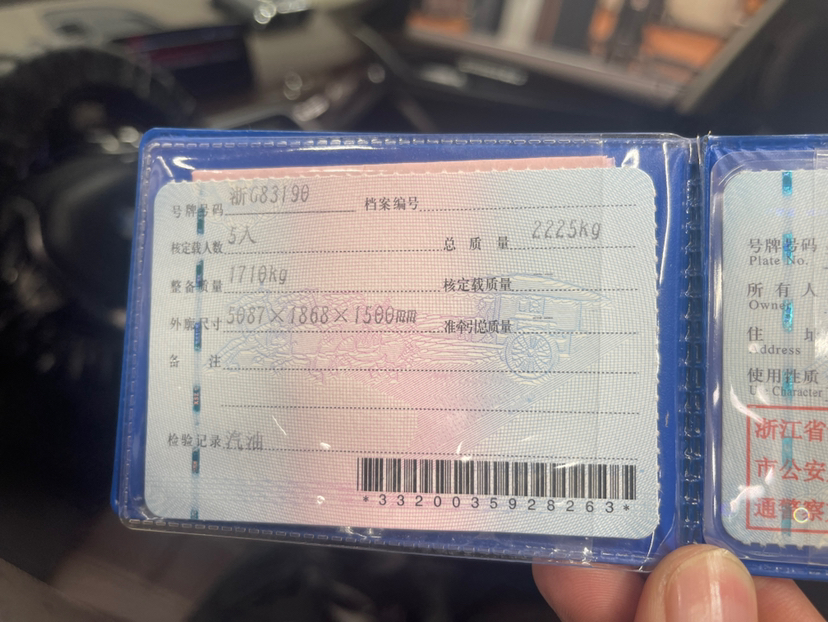 号牌号码 浙G83190 档案编号
核定载人数 5人 总质量 2225kg
整备质量 1710kg 核定载质量
外廓尺寸 5087×1868×1500mm 准牵引总质量
备注
检验记录 汽油
*3320035928263*
号牌号码
Plate No.
所有人
Owner
住址
Address
使用性质
Use Character
浙江省
市公安
通警察